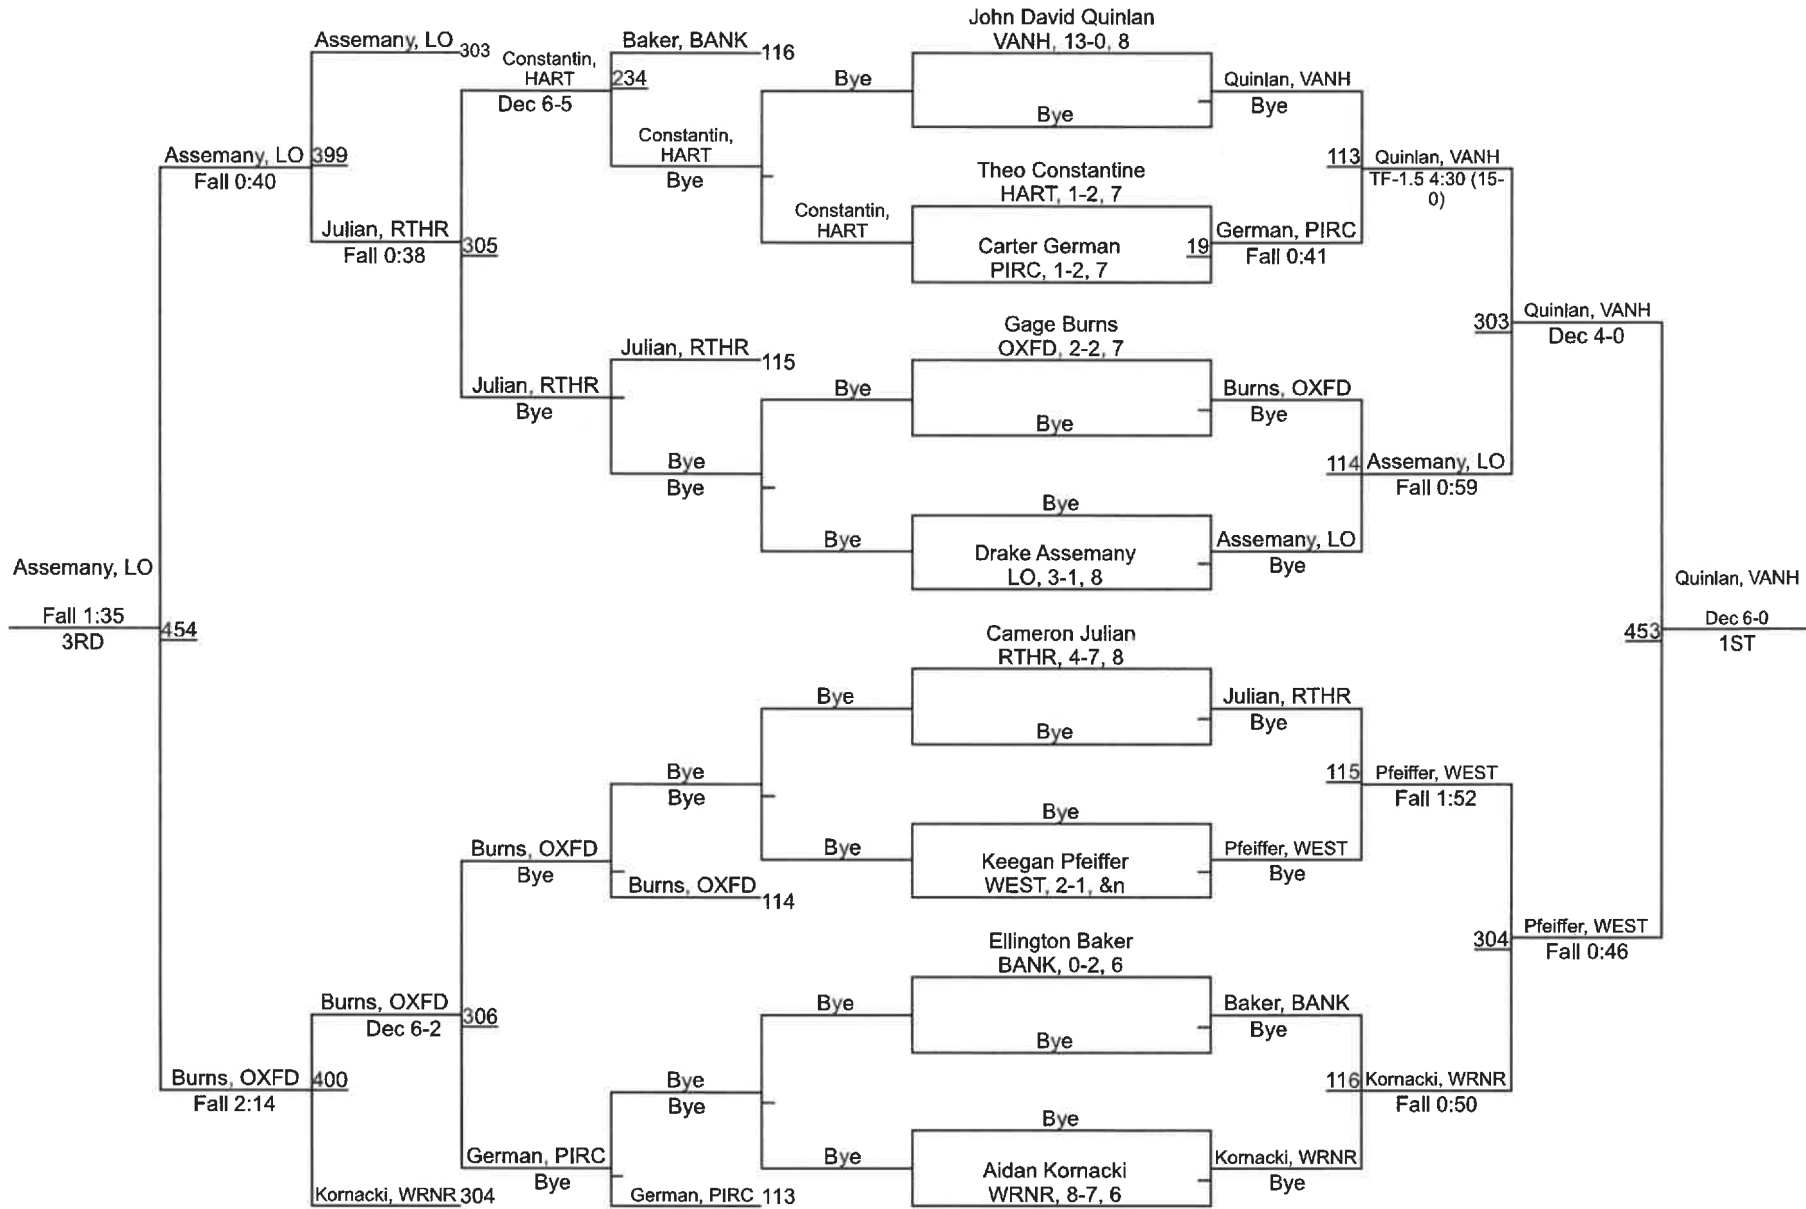 John David Quinlan
VANH, 13-0, 8
Bye
Theo Constantine
HART, 1-2, 7
Carter German
PIRC, 1-2, 7
19
Gage Burns
OXFD, 2-2, 7
Bye
Bye
Drake Assemany
LO, 3-1, 8
Cameron Julian
RTHR, 4-7, 8
Bye
Bye
Keegan Pfeiffer
WEST, 2-1, &n
Ellington Baker
BANK, 0-2, 6
Bye
Bye
Aidan Kornacki
WRNR, 8-7, 6
Quinlan, VANH
Bye
German, PIRC
Fall 0:41
Burns, OXFD
Bye
Assemany, LO
Bye
Julian, RTHR
Bye
Pfeiffer, WEST
Bye
Baker, BANK
Bye
Kornacki, WRNR
Bye
113
Quinlan, VANH
TF-1.5 4:30 (15-
0)
114
Assemany, LO
Fall 0:59
115
Pfeiffer, WEST
Fall 1:52
116
Kornacki, WRNR
Fall 0:50
303
Quinlan, VANH
Dec 4-0
304
Pfeiffer, WEST
Fall 0:46
453
Quinlan, VANH
Dec 6-0
1ST
Bye
Constantin,
HART
Bye
Bye
Bye
Bye
Bye
Bye
Baker, BANK
116
Constantin,
HART
Bye
Julian, RTHR
115
Bye
Bye
Bye
Bye
Burns, OXFD
114
Bye
Bye
German, PIRC
113
Constantin,
HART
234
Dec 6-5
Julian, RTHR
Bye
Burns, OXFD
Bye
German, PIRC
Bye
Assemany, LO
303
Julian, RTHR
305
Fall 0:38
Burns, OXFD
306
Dec 6-2
Kornacki, WRNR
304
Assemany, LO
399
Fall 0:40
Burns, OXFD
400
Fall 2:14
Assemany, LO
Fall 1:35
454
3RD